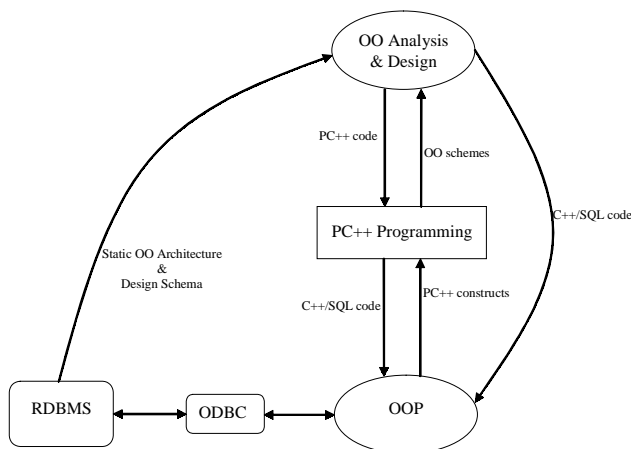 OO Analysis
& Design
PC++ code
OO schemes
C++/SQL code
PC++ Programming
Static OO Architecture
&
Design Schema
C++/SQL code
PC++ constructs
RDBMS
ODBC
OOP